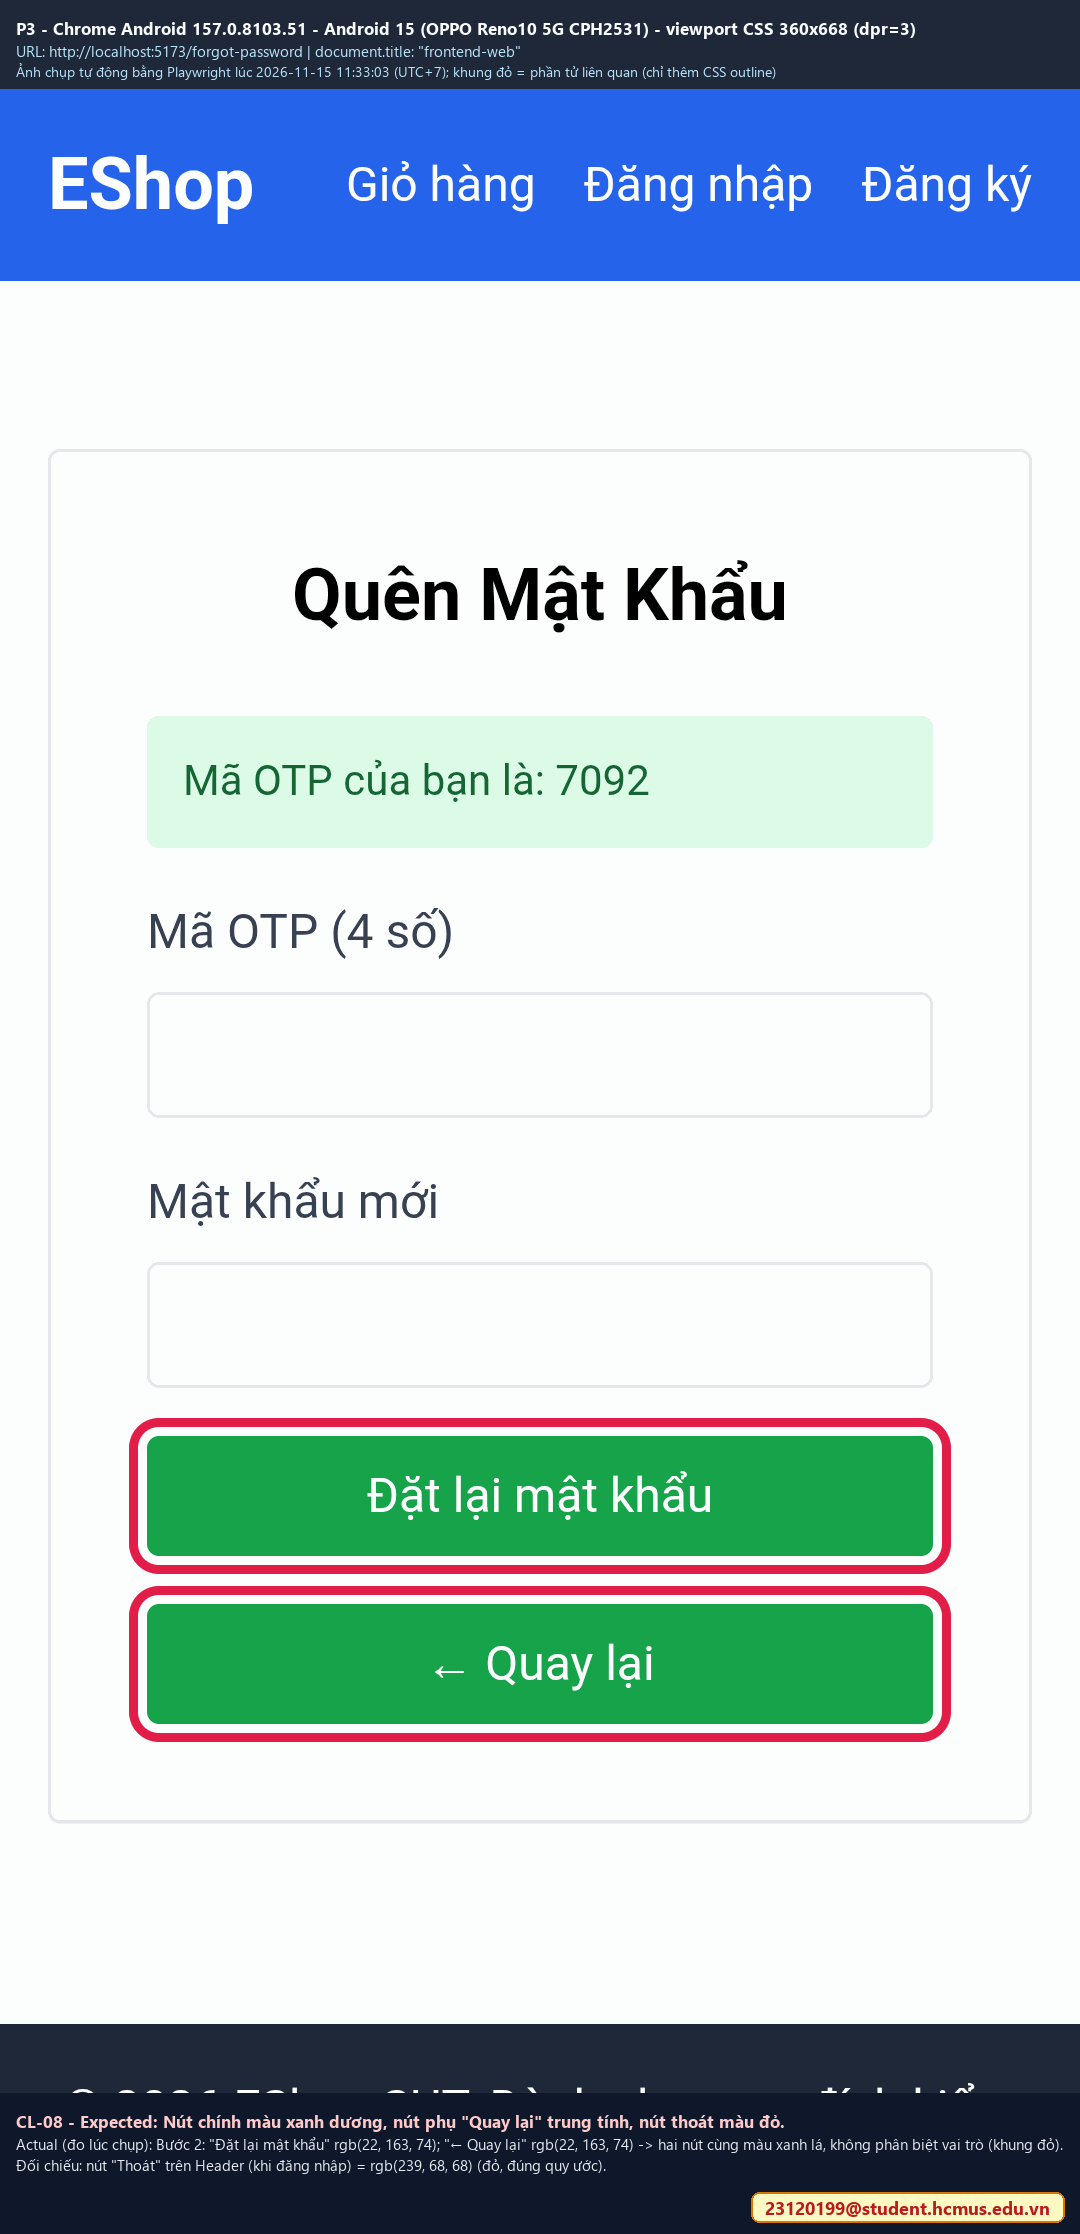 P3 - Chrome Android 157.0.8103.51 - Android 15 (OPPO Reno10 5G CPH2531) - viewport CSS 360x668 (dpr=3)
URL: http://localhost:5173/forgot-password | document.title: "frontend-web"
Ảnh chụp tự động bằng Playwright lúc 2026-11-15 11:33:03 (UTC+7); khung đỏ = phần tử liên quan (chỉ thêm CSS outline)
EShop Giỏ hàng Đăng nhập Đăng ký
Quên Mật Khẩu
Mã OTP của bạn là: 7092
Mã OTP (4 số)
Mật khẩu mới
Đặt lại mật khẩu
← Quay lại
CL-08 - Expected: Nút chính màu xanh dương, nút phụ "Quay lại" trung tính, nút thoát màu đỏ.
Actual (đo lúc chụp): Bước 2: "Đặt lại mật khẩu" rgb(22, 163, 74); "← Quay lại" rgb(22, 163, 74) -> hai nút cùng màu xanh lá, không phân biệt vai trò (khung đỏ).
Đối chiếu: nút "Thoát" trên Header (khi đăng nhập) = rgb(239, 68, 68) (đỏ, đúng quy ước).
23120199@student.hcmus.edu.vn